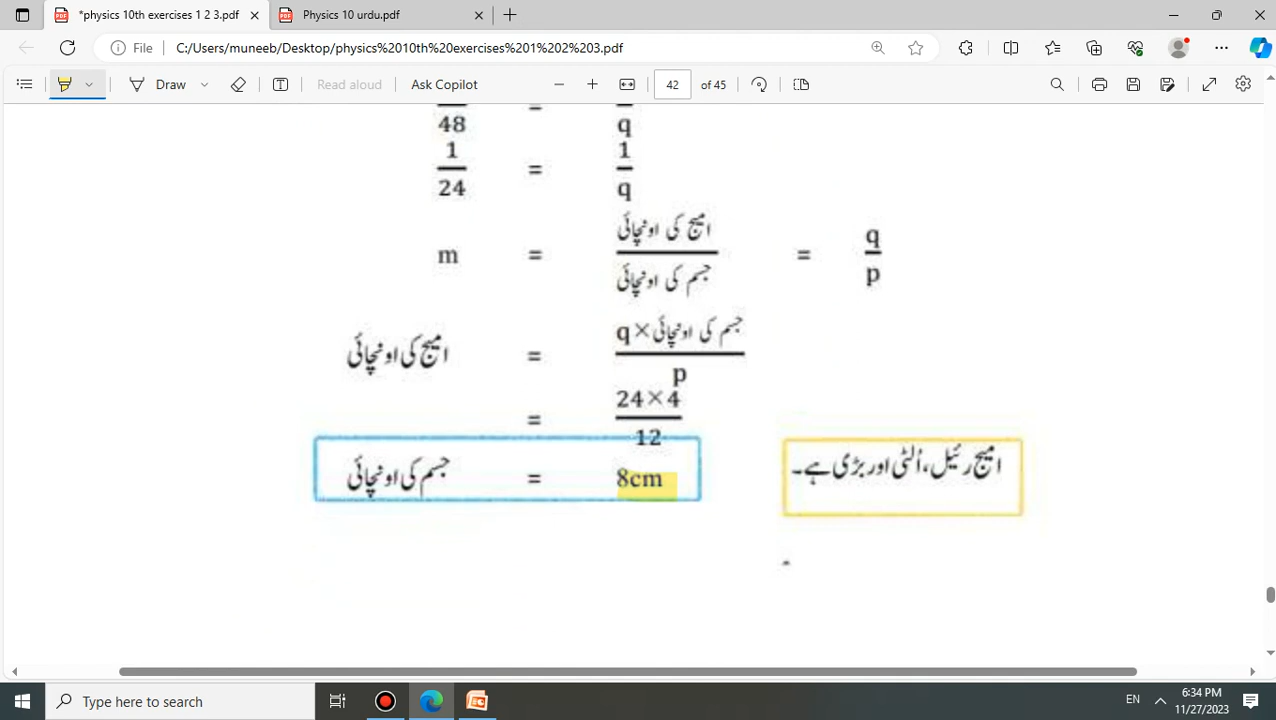 *physics 10th exercises 1 2 3.pdf
Physics 10 urdu.pdf
File C:/Users/muneeb/Desktop/physics%2010th%20exercises%201%202%203.pdf
Draw Read aloud Ask Copilot 42 of 45
48 = q
1/24 = 1/q
m = امیج کی اونچائی / جسم کی اونچائی = q/p
امیج کی اونچائی = q×جسم کی اونچائی / p
= 24×4 / 12
جسم کی اونچائی = 8cm
امیج رئیل، اُلٹی اور بڑی ہے۔
Type here to search
EN 6:34 PM
11/27/2023